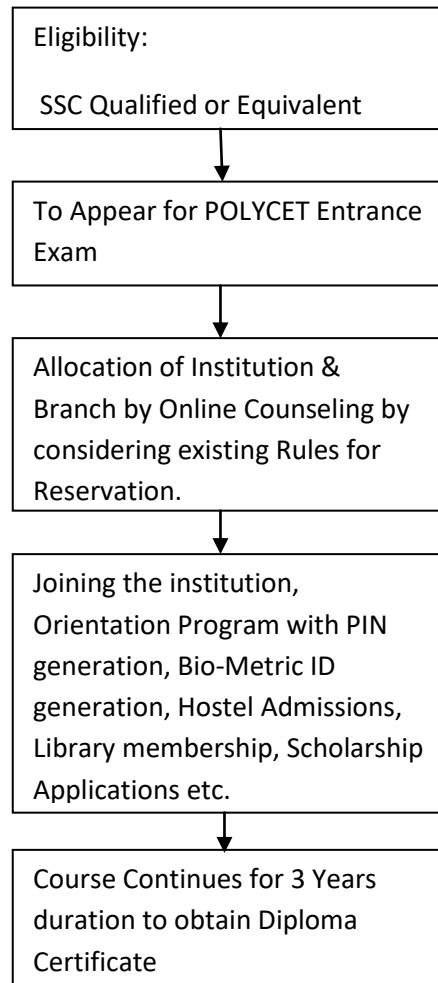 Eligibility:
SSC Qualified or Equivalent
To Appear for POLYCET Entrance
Exam
Allocation of Institution &
Branch by Online Counseling by
considering existing Rules for
Reservation.
Joining the institution,
Orientation Program with PIN
generation, Bio-Metric ID
generation, Hostel Admissions,
Library membership, Scholarship
Applications etc.
Course Continues for 3 Years
duration to obtain Diploma
Certificate